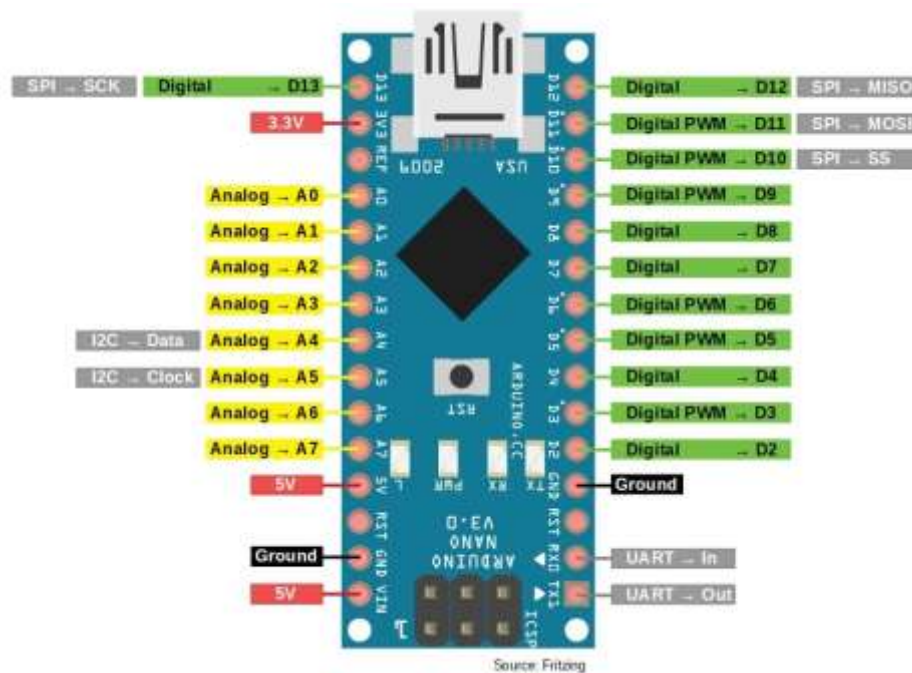 SPI → SCK
Digital → D13
3.3V
Analog → A0
Analog → A1
Analog → A2
Analog → A3
I2C → Data
Analog → A4
I2C → Clock
Analog → A5
Analog → A6
Analog → A7
5V
Ground
5V
D13
3V3
REF
A0
A1
A2
A3
A4
A5
A6
A7
5V
RST
GND
VIN
2009
USA
RST
ARDUINO.CC
L
PWR
RX
TX
ARDUINO
NANO
V3.0
ICSP
1
D12
D11
D10
D9
D8
D7
D6
D5
D4
D3
D2
GND
RST
RX0
TX1
Digital → D12
SPI → MISO
Digital PWM → D11
SPI → MOSI
Digital PWM → D10
SPI → SS
Digital PWM → D9
Digital → D8
Digital → D7
Digital PWM → D6
Digital PWM → D5
Digital → D4
Digital PWM → D3
Digital → D2
Ground
UART → In
UART → Out
Source: Fritzing